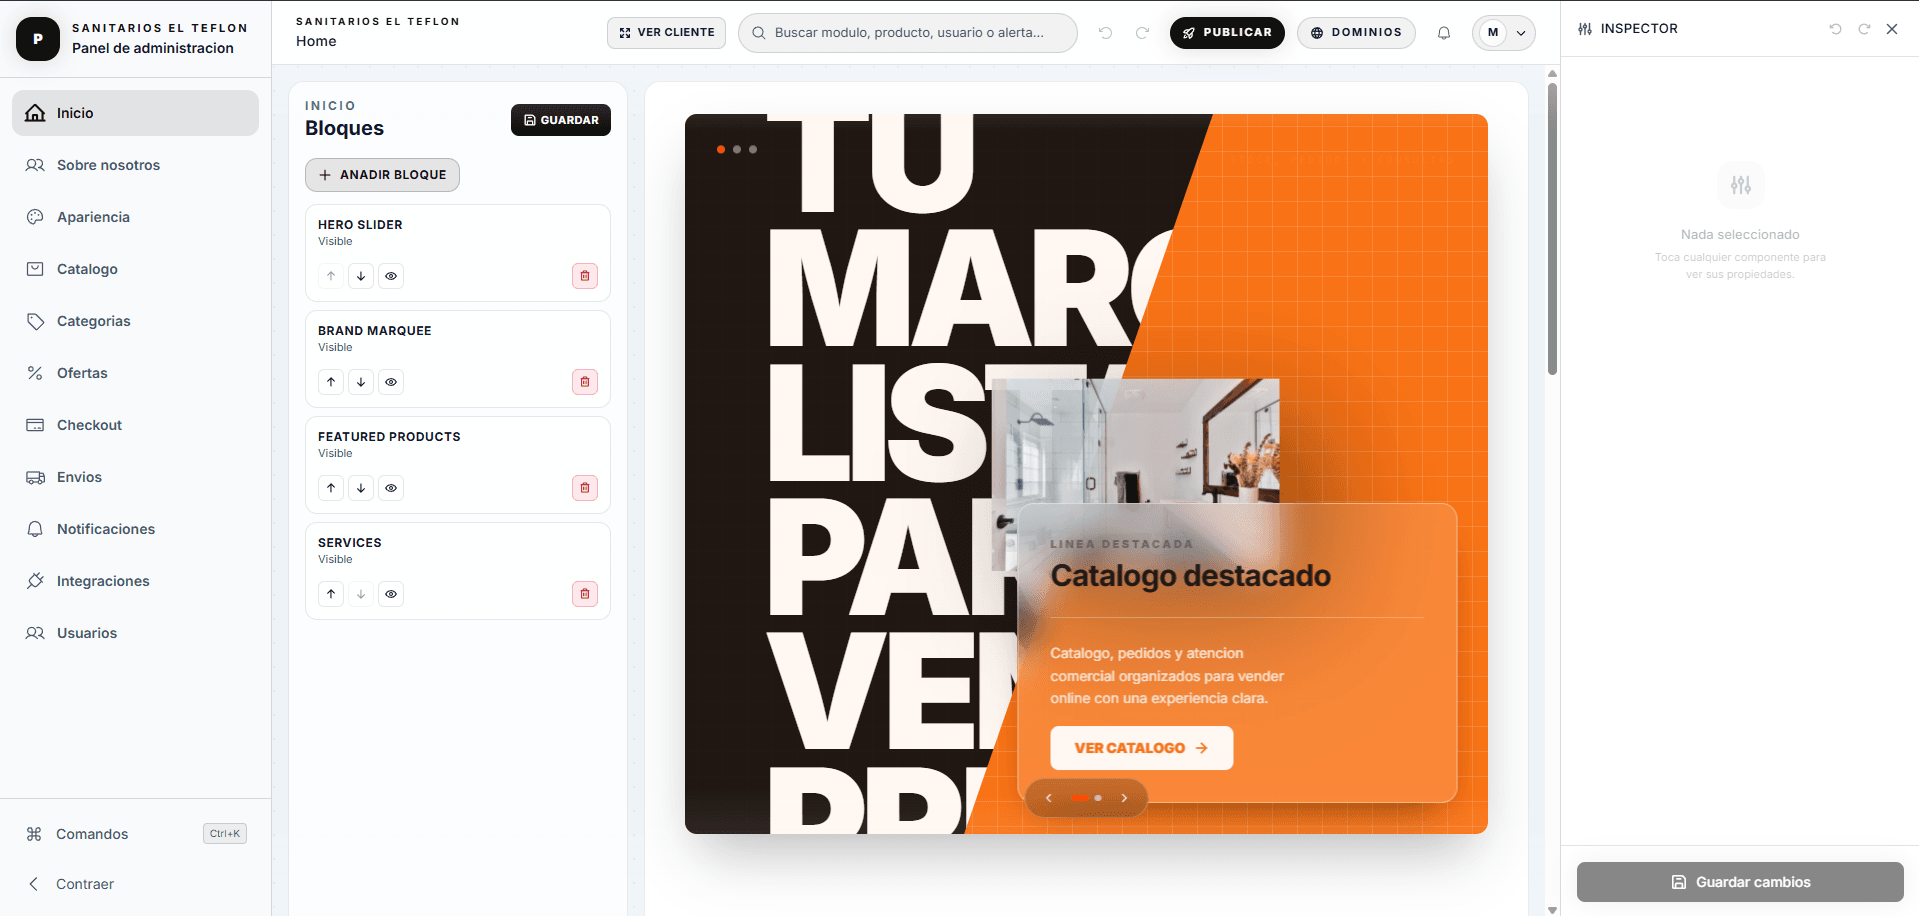 P
SANITARIOS EL TEFLON
Panel de administracion
Inicio
Sobre nosotros
Apariencia
Catalogo
Categorias
Ofertas
Checkout
Envios
Notificaciones
Integraciones
Usuarios
Comandos
Ctrl+K
Contraer
SANITARIOS EL TEFLON
Home
VER CLIENTE
Buscar modulo, producto, usuario o alerta...
PUBLICAR
DOMINIOS
M
INICIO
Bloques
GUARDAR
ANADIR BLOQUE
HERO SLIDER
Visible
BRAND MARQUEE
Visible
FEATURED PRODUCTS
Visible
SERVICES
Visible
TU
MARC
LISTA
PAR
VEN
PRI
LINEA DESTACADA
Catalogo destacado
Catalogo, pedidos y atencion
comercial organizados para vender
online con una experiencia clara.
VER CATALOGO
INSPECTOR
Nada seleccionado
Toca cualquier componente para
ver sus propiedades.
Guardar cambios